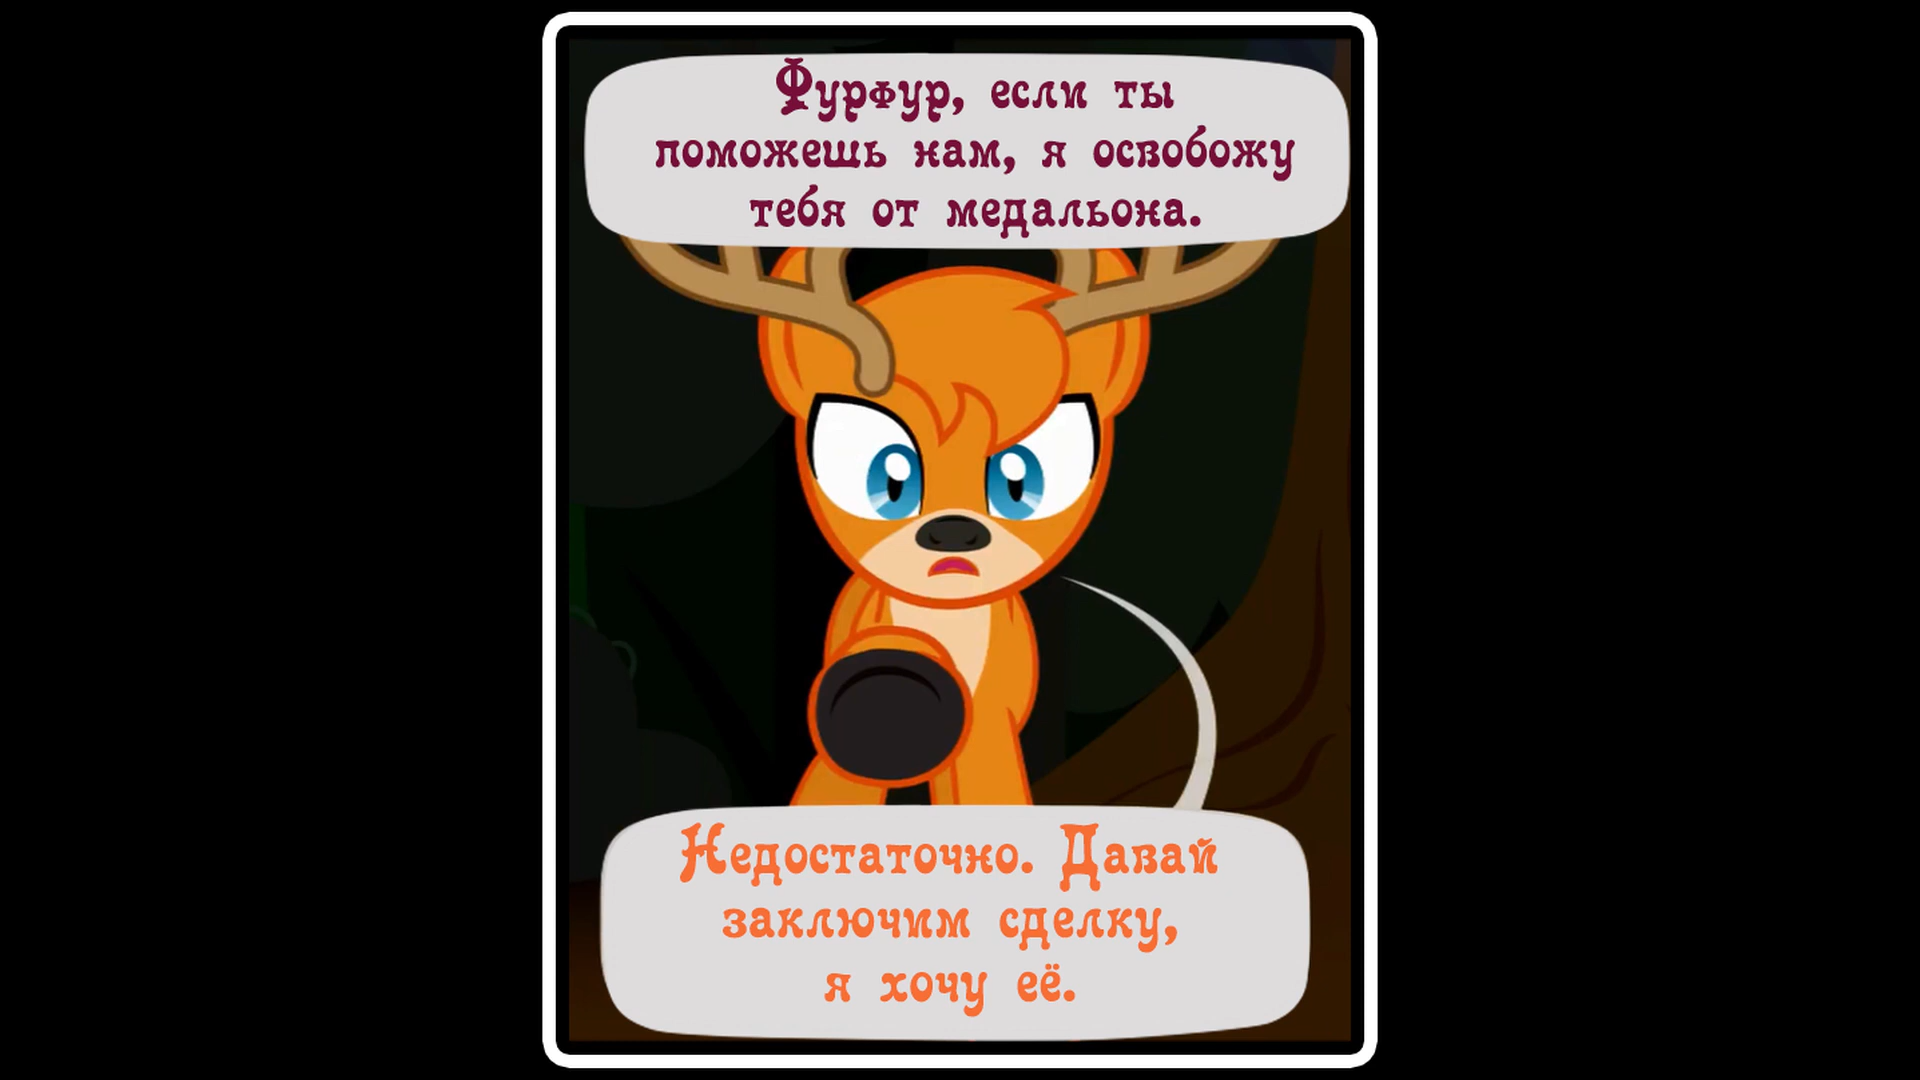 Фурфур, если ты
поможешь нам, я освобожу
тебя от медальона.
Недостаточно. Давай
заключим сделку,
я хочу её.